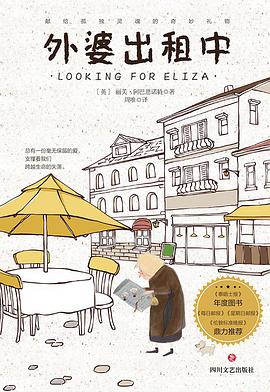 献给孤独灵魂的奇妙礼物
外婆出租中
·LOOKING FOR ELIZA·
[英] 丽芙·阿巴思诺特 著
周唯 译
总有一份毫无保留的爱，
支撑着我们
跨越生命的失落。
《泰晤士报》
年度图书
《每日邮报》《星期日邮报》
《伦敦标准晚报》
鼎力推荐
四川文艺出版社